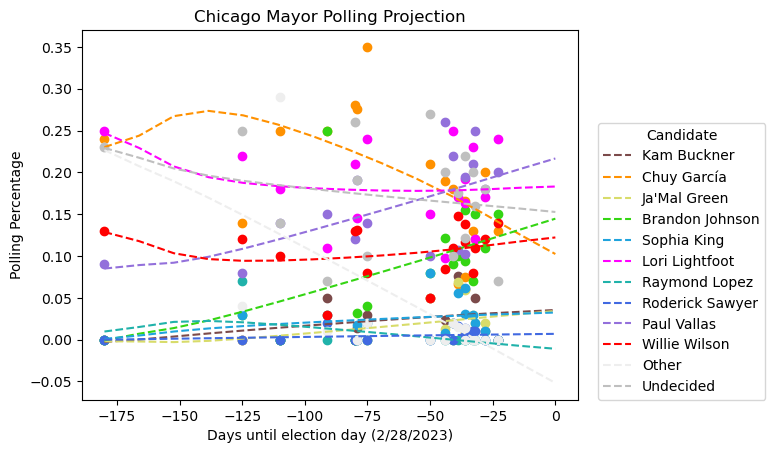 Chicago Mayor Polling Projection
Polling Percentage
0.35
0.30
0.25
0.20
0.15
0.10
0.05
0.00
−0.05
−175
−150
−125
−100
−75
−50
−25
0
Days until election day (2/28/2023)
Candidate
Kam Buckner
Chuy García
Ja'Mal Green
Brandon Johnson
Sophia King
Lori Lightfoot
Raymond Lopez
Roderick Sawyer
Paul Vallas
Willie Wilson
Other
Undecided